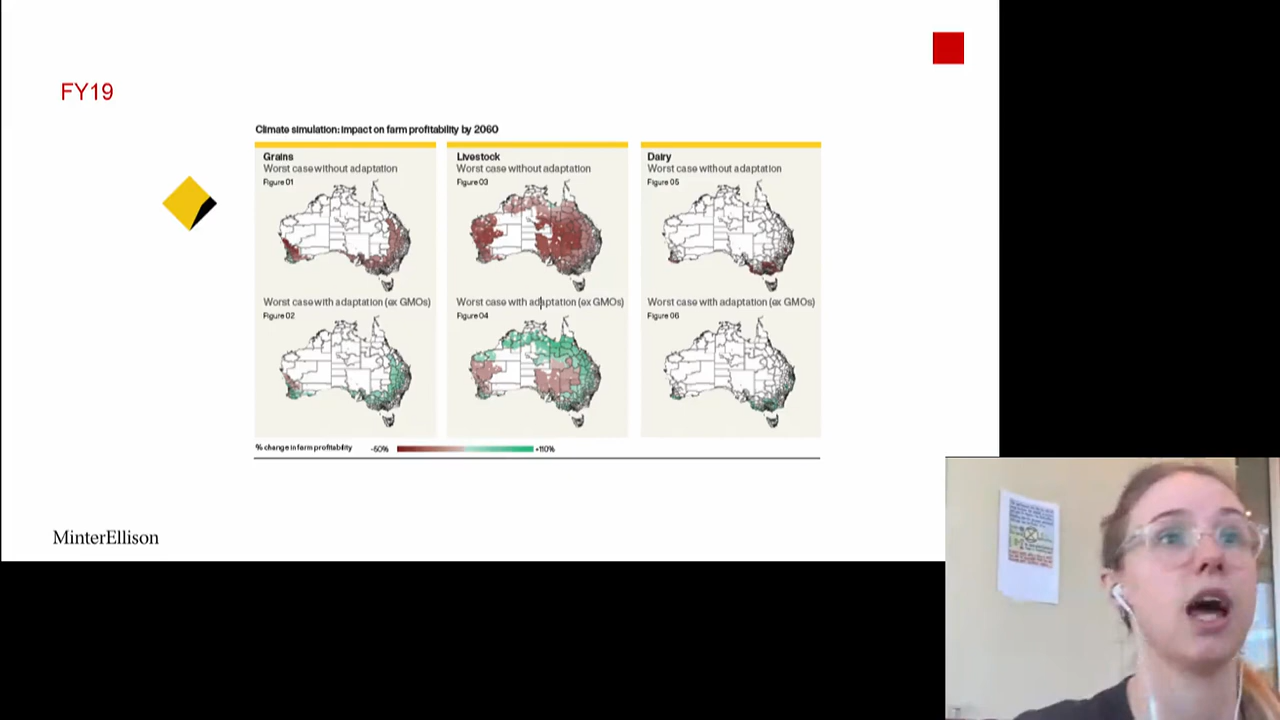 FY19
Climate simulation: impact on farm profitability by 2060
Grains
Worst case without adaptation
Figure 01
Worst case with adaptation (ex GMOs)
Figure 02
Livestock
Worst case without adaptation
Figure 03
Worst case with adaptation (ex GMOs)
Figure 04
Dairy
Worst case without adaptation
Figure 05
Worst case with adaptation (ex GMOs)
Figure 06
% change in farm profitability
-50%
+110%
MinterEllison